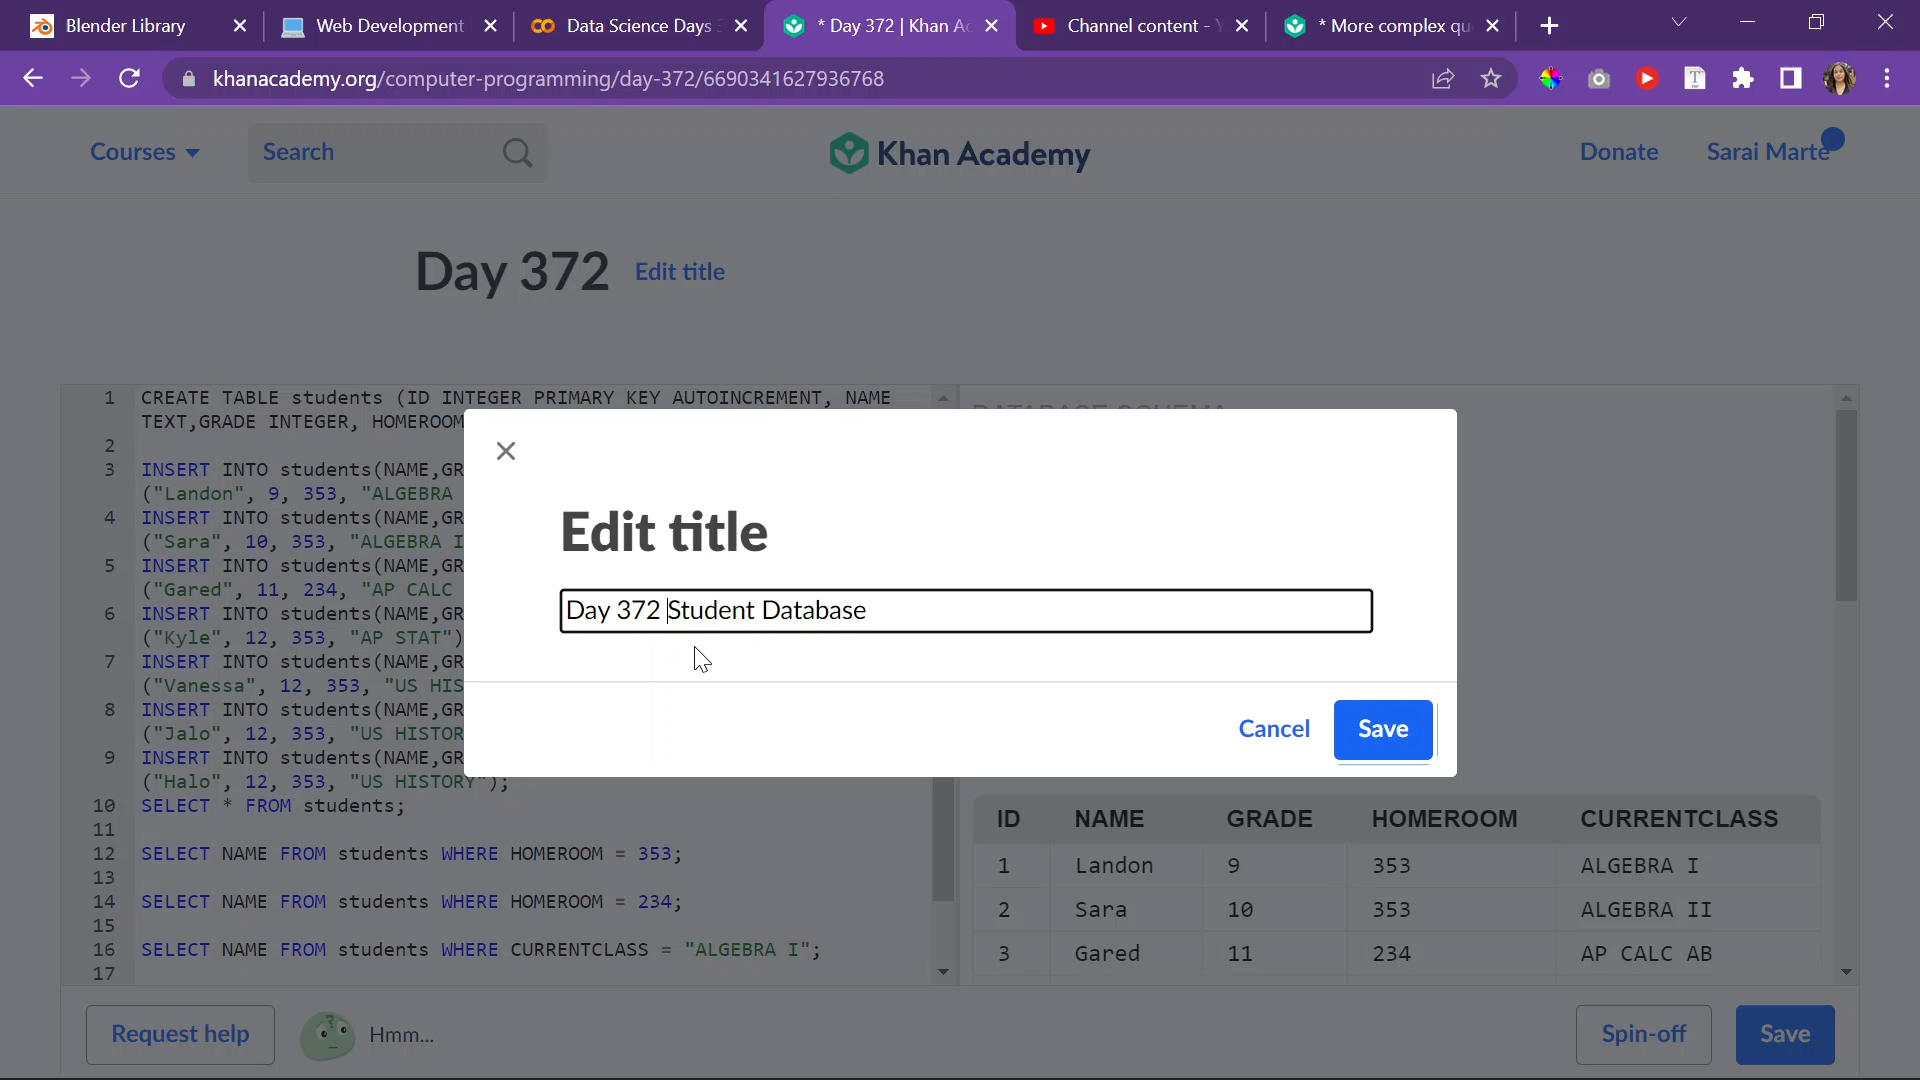 Blender Library
Web Development
Data Science Days
* Day 372 | Khan Ac
Channel content - Y
* More complex qu
khanacademy.org/computer-programming/day-372/6690341627936768
Courses
Search
Khan Academy
Donate
Sarai Marte
Day 372
Edit title
1 CREATE TABLE students (ID INTEGER PRIMARY KEY AUTOINCREMENT, NAME
TEXT,GRADE INTEGER, HOMEROOM
2
3 INSERT INTO students(NAME,GR
("Landon", 9, 353, "ALGEBRA
4 INSERT INTO students(NAME,GR
("Sara", 10, 353, "ALGEBRA I
5 INSERT INTO students(NAME,GR
("Gared", 11, 234, "AP CALC
6 INSERT INTO students(NAME,GR
("Kyle", 12, 353, "AP STAT")
7 INSERT INTO students(NAME,GR
("Vanessa", 12, 353, "US HIS
8 INSERT INTO students(NAME,GR
("Jalo", 12, 353, "US HISTOR
9 INSERT INTO students(NAME,GR
("Halo", 12, 353, "US HISTORY");
10 SELECT * FROM students;
11
12 SELECT NAME FROM students WHERE HOMEROOM = 353;
13
14 SELECT NAME FROM students WHERE HOMEROOM = 234;
15
16 SELECT NAME FROM students WHERE CURRENTCLASS = "ALGEBRA I";
17
DATABASE SCHEMA
Edit title
Day 372 Student Database
Cancel
Save
ID NAME GRADE HOMEROOM CURRENTCLASS
1 Landon 9 353 ALGEBRA I
2 Sara 10 353 ALGEBRA II
3 Gared 11 234 AP CALC AB
Request help
Hmm...
Spin-off
Save